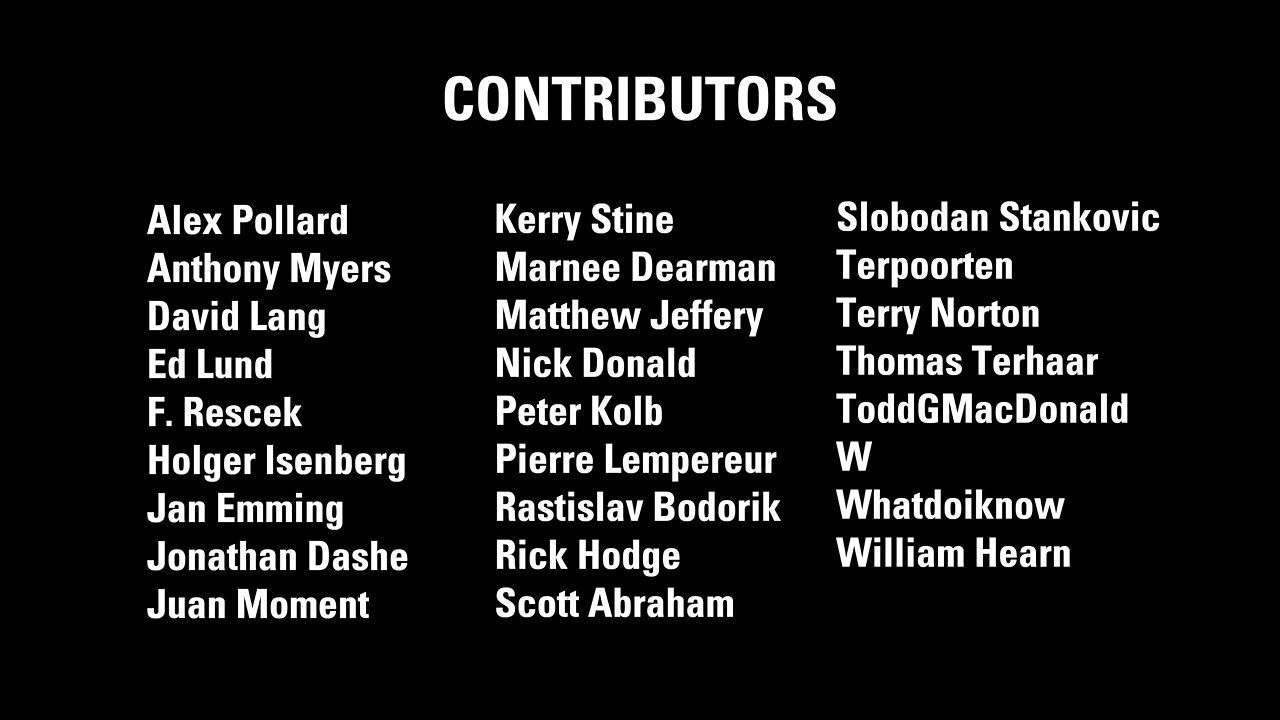 CONTRIBUTORS
Alex Pollard
Anthony Myers
David Lang
Ed Lund
F. Rescek
Holger Isenberg
Jan Emming
Jonathan Dashe
Juan Moment
Kerry Stine
Marnee Dearman
Matthew Jeffery
Nick Donald
Peter Kolb
Pierre Lempereur
Rastislav Bodorik
Rick Hodge
Scott Abraham
Slobodan Stankovic
Terpoorten
Terry Norton
Thomas Terhaar
ToddGMacDonald
W
Whatdoiknow
William Hearn